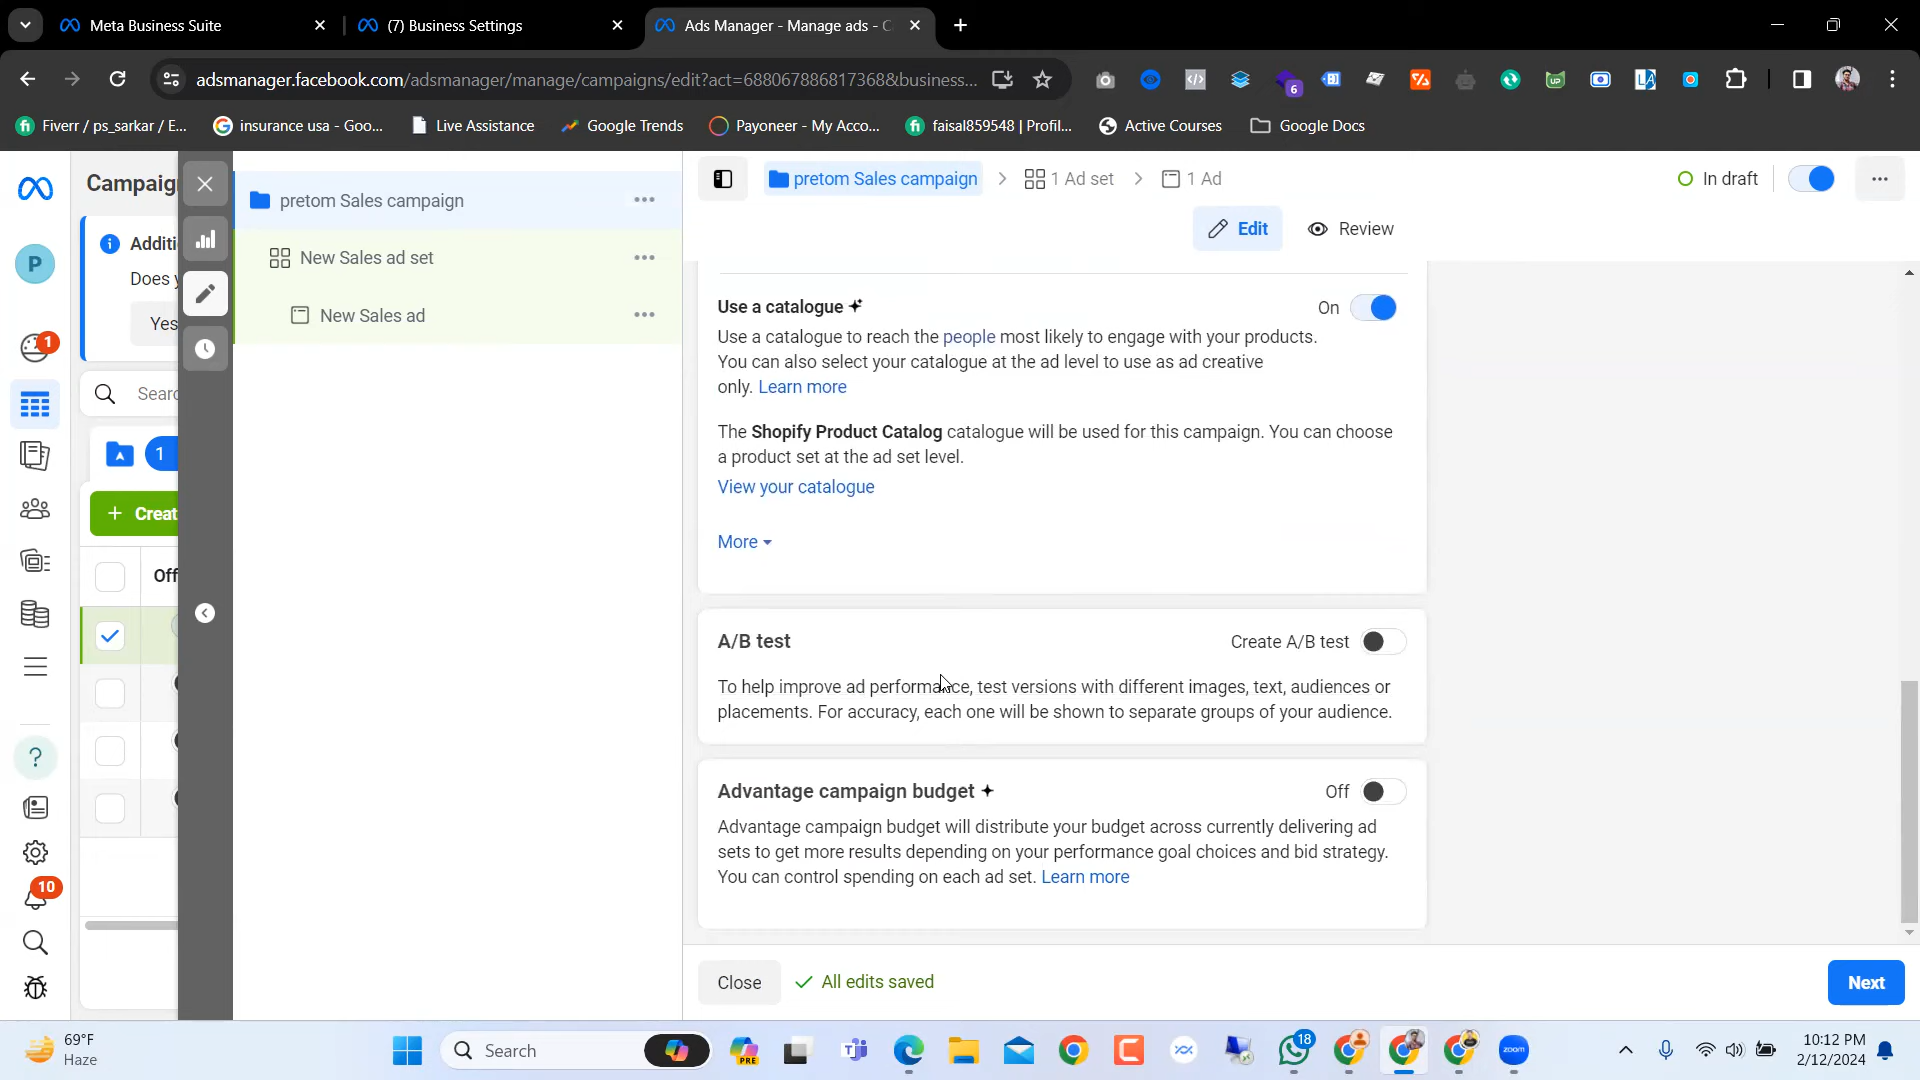 Meta Business Suite
(7) Business Settings
Ads Manager - Manage ads - C
adsmanager.facebook.com/adsmanager/manage/campaigns/edit?act=688067886817368&business...
6
Fiverr / ps_sarkar / E...
insurance usa - Goo...
Live Assistance
Google Trends
Payoneer - My Acco...
faisal859548 | Profil...
Active Courses
Google Docs
Campaig
P
Additi
Does y
Yes
1
Searc
1
+ Creat
Off
10
pretom Sales campaign
New Sales ad set
New Sales ad
pretom Sales campaign
1 Ad set
1 Ad
In draft
Edit
Review
Use a catalogue
On
Use a catalogue to reach the people most likely to engage with your products.
You can also select your catalogue at the ad level to use as ad creative
only. Learn more
The Shopify Product Catalog catalogue will be used for this campaign. You can choose
a product set at the ad set level.
View your catalogue
More
A/B test
Create A/B test
To help improve ad performance, test versions with different images, text, audiences or
placements. For accuracy, each one will be shown to separate groups of your audience.
Advantage campaign budget
Off
Advantage campaign budget will distribute your budget across currently delivering ad
sets to get more results depending on your performance goal choices and bid strategy.
You can control spending on each ad set. Learn more
Close
All edits saved
Next
69°F
Haze
Search
PRE
18
zoom
10:12 PM
2/12/2024